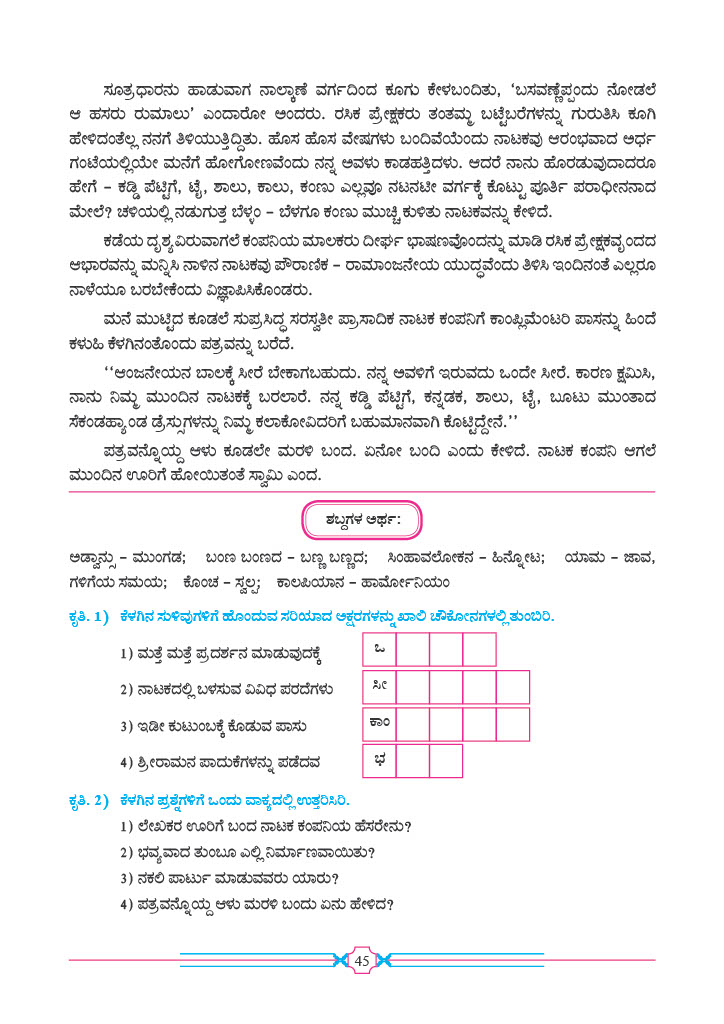 ಸೂತ್ರಧಾರನು ಹಾಡುವಾಗ ನಾಲ್ಕಾಣೆ ವರ್ಗದಿಂದ ಕೂಗು ಕೇಳಬಂದಿತು, ‘ಬಸವಣ್ಣೆಪ್ಪಂದು ನೋಡಲೆ
ಆ ಹಸರು ರುಮಾಲು’ ಎಂದಾರೋ ಅಂದರು. ರಸಿಕ ಪ್ರೇಕ್ಷಕರು ತಂತಮ್ಮ ಬಟ್ಟೆಬರೆಗಳನ್ನು ಗುರುತಿಸಿ ಕೂಗಿ
ಹೇಳಿದಂತೆಲ್ಲ ನನಗೆ ತಿಳಿಯುತ್ತಿದ್ದಿತು. ಹೊಸ ಹೊಸ ವೇಷಗಳು ಬಂದಿವೆಯೆಂದು ನಾಟಕವು ಆರಂಭವಾದ ಅರ್ಧ
ಗಂಟೆಯಲ್ಲಿಯೇ ಮನೆಗೆ ಹೋಗೋಣವೆಂದು ನನ್ನ ಅವಳು ಕಾಡಹತ್ತಿದಳು. ಆದರೆ ನಾನು ಹೊರಡುವುದಾದರೂ
ಹೇಗೆ – ಕಡ್ಡಿ ಪೆಟ್ಟಿಗೆ, ಟೈ, ಶಾಲು, ಕಾಲು, ಕಂಣು ಎಲ್ಲವೂ ನಟನಟೀ ವರ್ಗಕ್ಕೆ ಕೊಟ್ಟು ಪೂರ್ತಿ ಪರಾಧೀನನಾದ
ಮೇಲೆ? ಚಳಿಯಲ್ಲಿ ನಡುಗುತ್ತ ಬೆಳ್ಳಂ – ಬೆಳಗೂ ಕಂಣು ಮುಚ್ಚಿ ಕುಳಿತು ನಾಟಕವನ್ನು ಕೇಳಿದೆ.
ಕಡೆಯ ದೃಶ್ಯವಿರುವಾಗಲೆ ಕಂಪನಿಯ ಮಾಲಕರು ದೀರ್ಘ ಭಾಷಣವೊಂದನ್ನು ಮಾಡಿ ರಸಿಕ ಪ್ರೇಕ್ಷಕವೃಂದದ
ಆಭಾರವನ್ನು ಮನ್ನಿಸಿ ನಾಳಿನ ನಾಟಕವು ಪೌರಾಣಿಕ – ರಾಮಾಂಜನೇಯ ಯುದ್ಧವೆಂದು ತಿಳಿಸಿ ಇಂದಿನಂತೆ ಎಲ್ಲರೂ
ನಾಳೆಯೂ ಬರಬೇಕೆಂದು ವಿಜ್ಞಾಪಿಸಿಕೊಂಡರು.
ಮನೆ ಮುಟ್ಟಿದ ಕೂಡಲೆ ಸುಪ್ರಸಿದ್ಧ ಸರಸ್ವತೀ ಪ್ರಾಸಾದಿಕ ನಾಟಕ ಕಂಪನಿಗೆ ಕಾಂಪ್ಲಿಮೆಂಟರಿ ಪಾಸನ್ನು ಹಿಂದೆ
ಕಳುಹಿ ಕೆಳಗಿನಂತೊಂದು ಪತ್ರವನ್ನು ಬರೆದೆ.
‘‘ಆಂಜನೇಯನ ಬಾಲಕ್ಕೆ ಸೀರೆ ಬೇಕಾಗಬಹುದು. ನನ್ನ ಅವಳಿಗೆ ಇರುವದು ಒಂದೇ ಸೀರೆ. ಕಾರಣ ಕ್ಷಮಿಸಿ,
ನಾನು ನಿಮ್ಮ ಮುಂದಿನ ನಾಟಕಕ್ಕೆ ಬರಲಾರೆ. ನನ್ನ ಕಡ್ಡಿ ಪೆಟ್ಟಿಗೆ, ಕನ್ನಡಕ, ಶಾಲು, ಟೈ, ಬೂಟು ಮುಂತಾದ
ಸೆಕಂಡಹ್ಯಾಂಡ ಡ್ರೆಸ್ಸುಗಳನ್ನು ನಿಮ್ಮ ಕಲಾಕೋವಿದರಿಗೆ ಬಹುಮಾನವಾಗಿ ಕೊಟ್ಟಿದ್ದೇನೆ.’’
ಪತ್ರವನ್ನೊಯ್ದ ಆಳು ಕೂಡಲೇ ಮರಳಿ ಬಂದ. ಏನೋ ಬಂದಿ ಎಂದು ಕೇಳಿದೆ. ನಾಟಕ ಕಂಪನಿ ಆಗಲೆ
ಮುಂದಿನ ಊರಿಗೆ ಹೋಯಿತಂತೆ ಸ್ವಾಮಿ ಎಂದ.
ಶಬ್ದಗಳ ಅರ್ಥ:
ಅಡ್ವಾನ್ಸು – ಮುಂಗಡ; ಬಂಣ ಬಂಣದ – ಬಣ್ಣ ಬಣ್ಣದ; ಸಿಂಹಾವಲೋಕನ – ಹಿನ್ನೋಟ; ಯಾಮ – ಜಾವ,
ಗಳಿಗೆಯ ಸಮಯ; ಕೊಂಚ – ಸ್ವಲ್ಪ; ಕಾಲಪಿಯಾನ – ಹಾರ್ಮೋನಿಯಂ
ಕೃತಿ. 1) ಕೆಳಗಿನ ಸುಳಿವುಗಳಿಗೆ ಹೊಂದುವ ಸರಿಯಾದ ಅಕ್ಷರಗಳನ್ನು ಖಾಲಿ ಚೌಕೋನಗಳಲ್ಲಿ ತುಂಬಿರಿ.
1) ಮತ್ತೆ ಮತ್ತೆ ಪ್ರದರ್ಶನ ಮಾಡುವುದಕ್ಕೆ ಒ
2) ನಾಟಕದಲ್ಲಿ ಬಳಸುವ ವಿವಿಧ ಪರದೆಗಳು ಸೀ
3) ಇಡೀ ಕುಟುಂಬಕ್ಕೆ ಕೊಡುವ ಪಾಸು ಕಾಂ
4) ಶ್ರೀರಾಮನ ಪಾದುಕೆಗಳನ್ನು ಪಡೆದವ ಭ
ಕೃತಿ. 2) ಕೆಳಗಿನ ಪ್ರಶ್ನೆಗಳಿಗೆ ಒಂದು ವಾಕ್ಯದಲ್ಲಿ ಉತ್ತರಿಸಿರಿ.
1) ಲೇಖಕರ ಊರಿಗೆ ಬಂದ ನಾಟಕ ಕಂಪನಿಯ ಹೆಸರೇನು?
2) ಭವ್ಯವಾದ ತುಂಬೂ ಎಲ್ಲಿ ನಿರ್ಮಾಣವಾಯಿತು?
3) ನಕಲಿ ಪಾರ್ಟು ಮಾಡುವವರು ಯಾರು?
4) ಪತ್ರವನ್ನೊಯ್ದ ಆಳು ಮರಳಿ ಬಂದು ಏನು ಹೇಳಿದ?
45